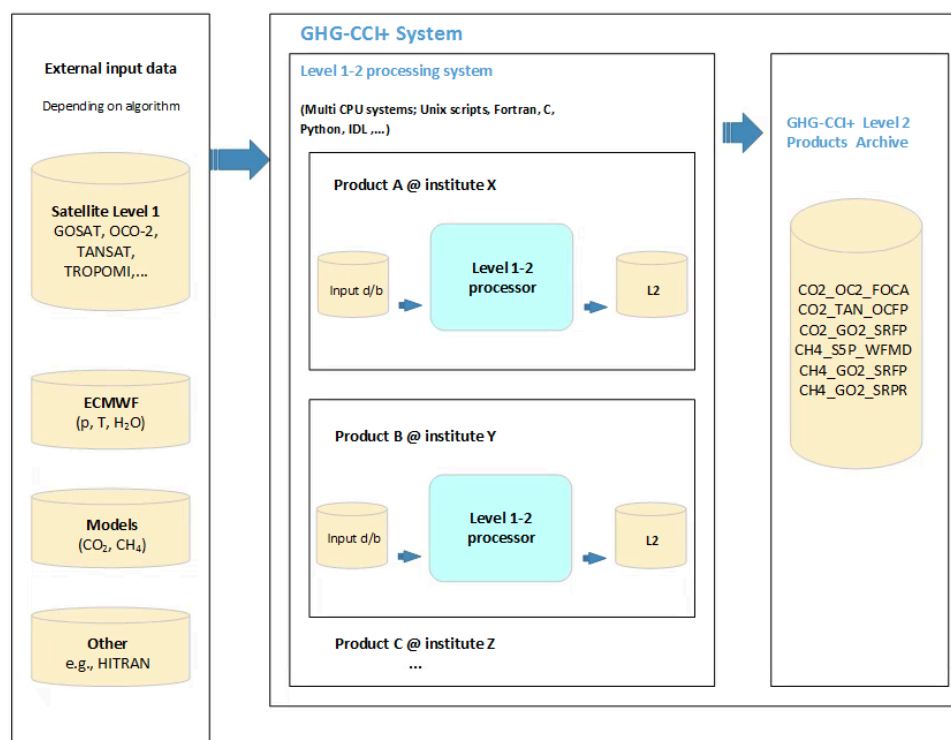 External input data
Depending on algorithm
Satellite Level 1
GOSAT, OCO-2,
TANSAT,
TROPOMI,...
ECMWF
(p, T, H₂O)
Models
(CO₂, CH₄)
Other
e.g., HITRAN
GHG-CCI+ System
Level 1-2 processing system
(Multi CPU systems; Unix scripts, Fortran, C,
Python, IDL ,...)
Product A @ institute X
Input d/b
Level 1-2
processor
L2
Product B @ institute Y
Input d/b
Level 1-2
processor
L2
Product C @ institute Z
...
GHG-CCI+ Level 2
Products Archive
CO2_OC2_FOCA
CO2_TAN_OCFP
CO2_GO2_SRFP
CH4_S5P_WFMD
CH4_GO2_SRFP
CH4_GO2_SRPR